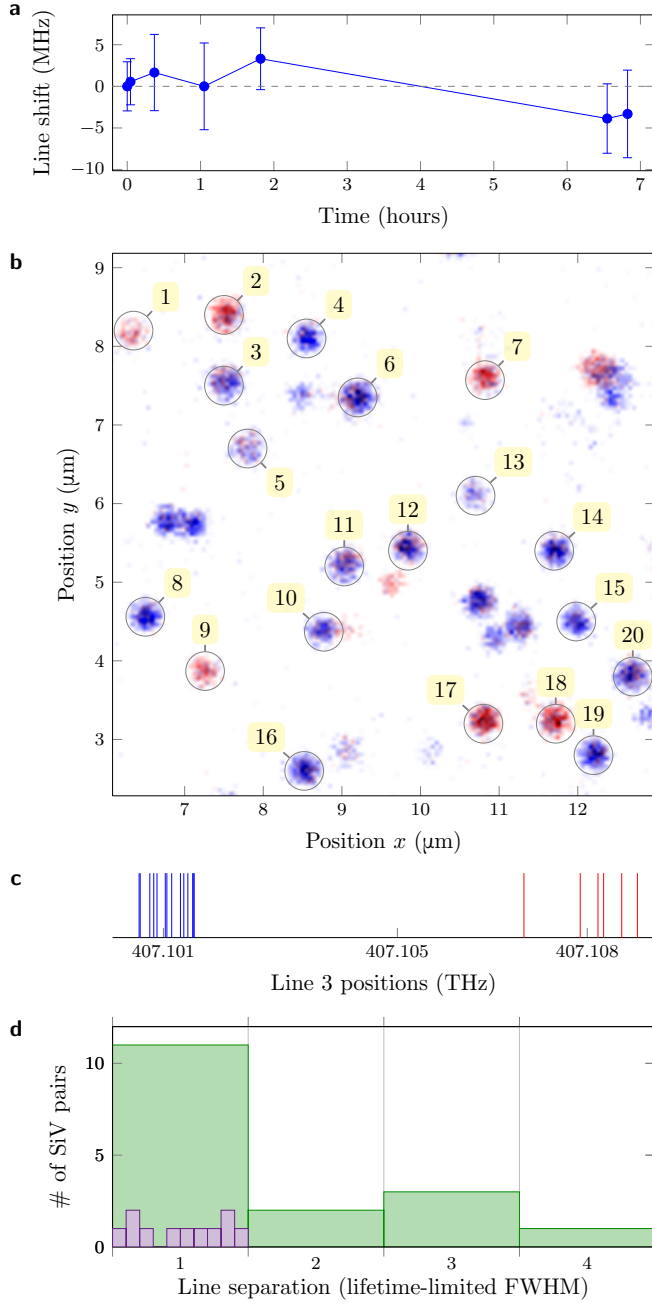 a
5
0
−5
−10
Line shift (MHz)
0 1 2 3 4 5 6 7
Time (hours)
b
9
8
7
6
5
4
3
Position y (µm)
1 2 3 4 5 6 7 8 9 10 11 12 13 14 15 16 17 18 19 20
7 8 9 10 11 12
Position x (µm)
c
407.101 407.105 407.108
Line 3 positions (THz)
d
10
5
0
# of SiV pairs
1 2 3 4
Line separation (lifetime-limited FWHM)